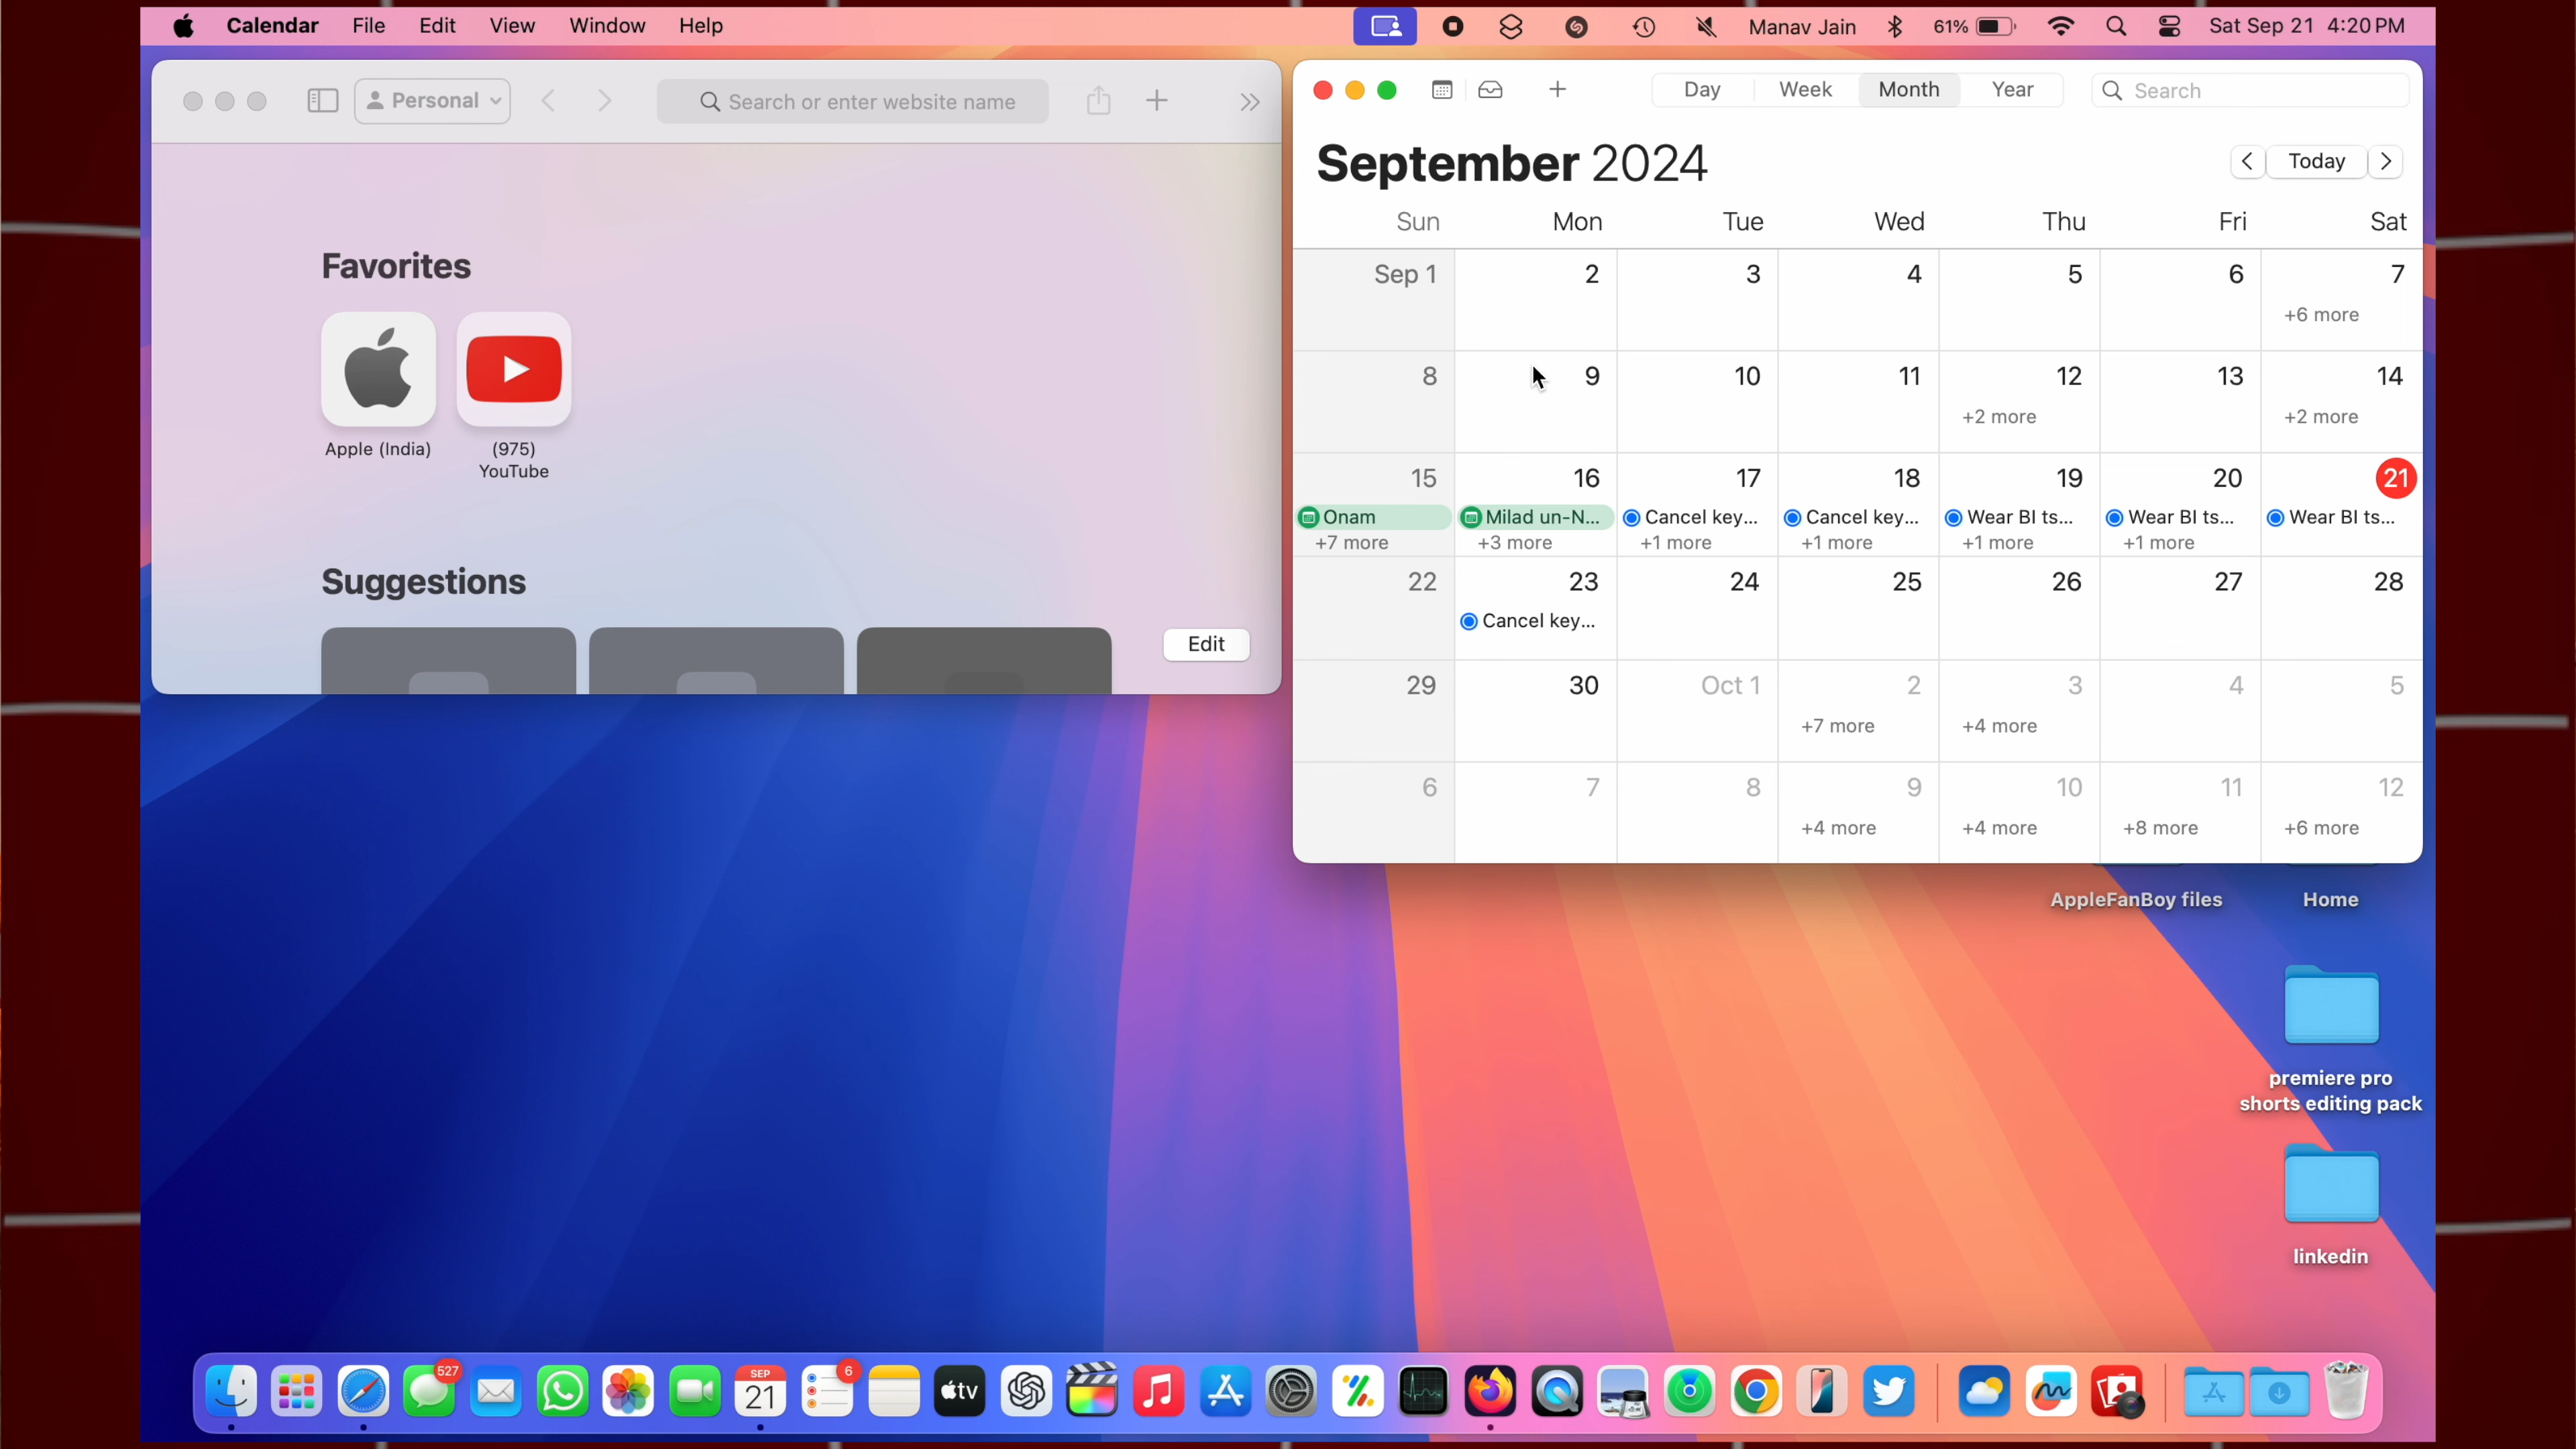 Calendar File Edit View Window Help
Manav Jain 61% Sat Sep 21 4:20 PM
Personal
Search or enter website name
Favorites
Apple (India)
(975)
YouTube
Suggestions
Edit
Day Week Month Year
Search
September 2024
Today
Sun Mon Tue Wed Thu Fri Sat
Sep 1 2 3 4 5 6 7
+6 more
8 9 10 11 12 13 14
+2 more +2 more
15 16 17 18 19 20 21
Onam Milad un-N... Cancel key... Cancel key... Wear BI ts... Wear BI ts... Wear BI ts...
+7 more +3 more +1 more +1 more +1 more +1 more
22 23 24 25 26 27 28
Cancel key...
29 30 Oct 1 2 3 4 5
+7 more +4 more
6 7 8 9 10 11 12
+4 more +4 more +8 more +6 more
AppleFanBoy files
Home
premiere pro
shorts editing pack
linkedin
527
SEP
21
6
tv